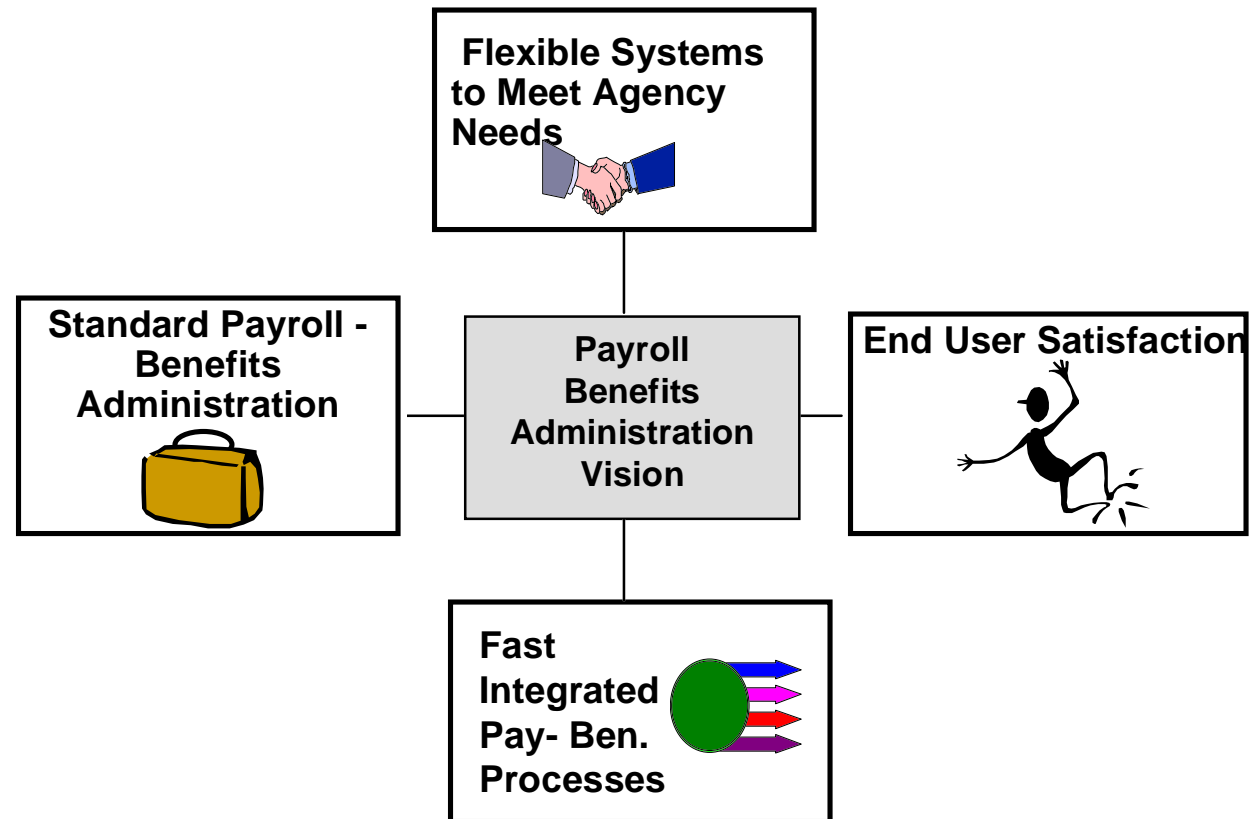 Flexible Systems
to Meet Agency
Needs
Standard Payroll -
Benefits
Administration
Payroll
Benefits
Administration
Vision
End User Satisfaction
Fast
Integrated
Pay- Ben.
Processes